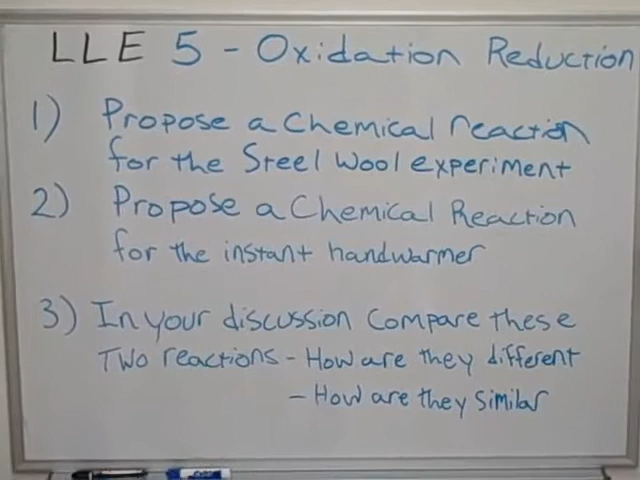 LLE 5 - Oxidation Reduction
1) Propose a Chemical reaction
for the Steel Wool experiment
2) Propose a Chemical Reaction
for the instant handwarmer
3) In your discussion compare these
Two reactions - How are they different
- How are they similar